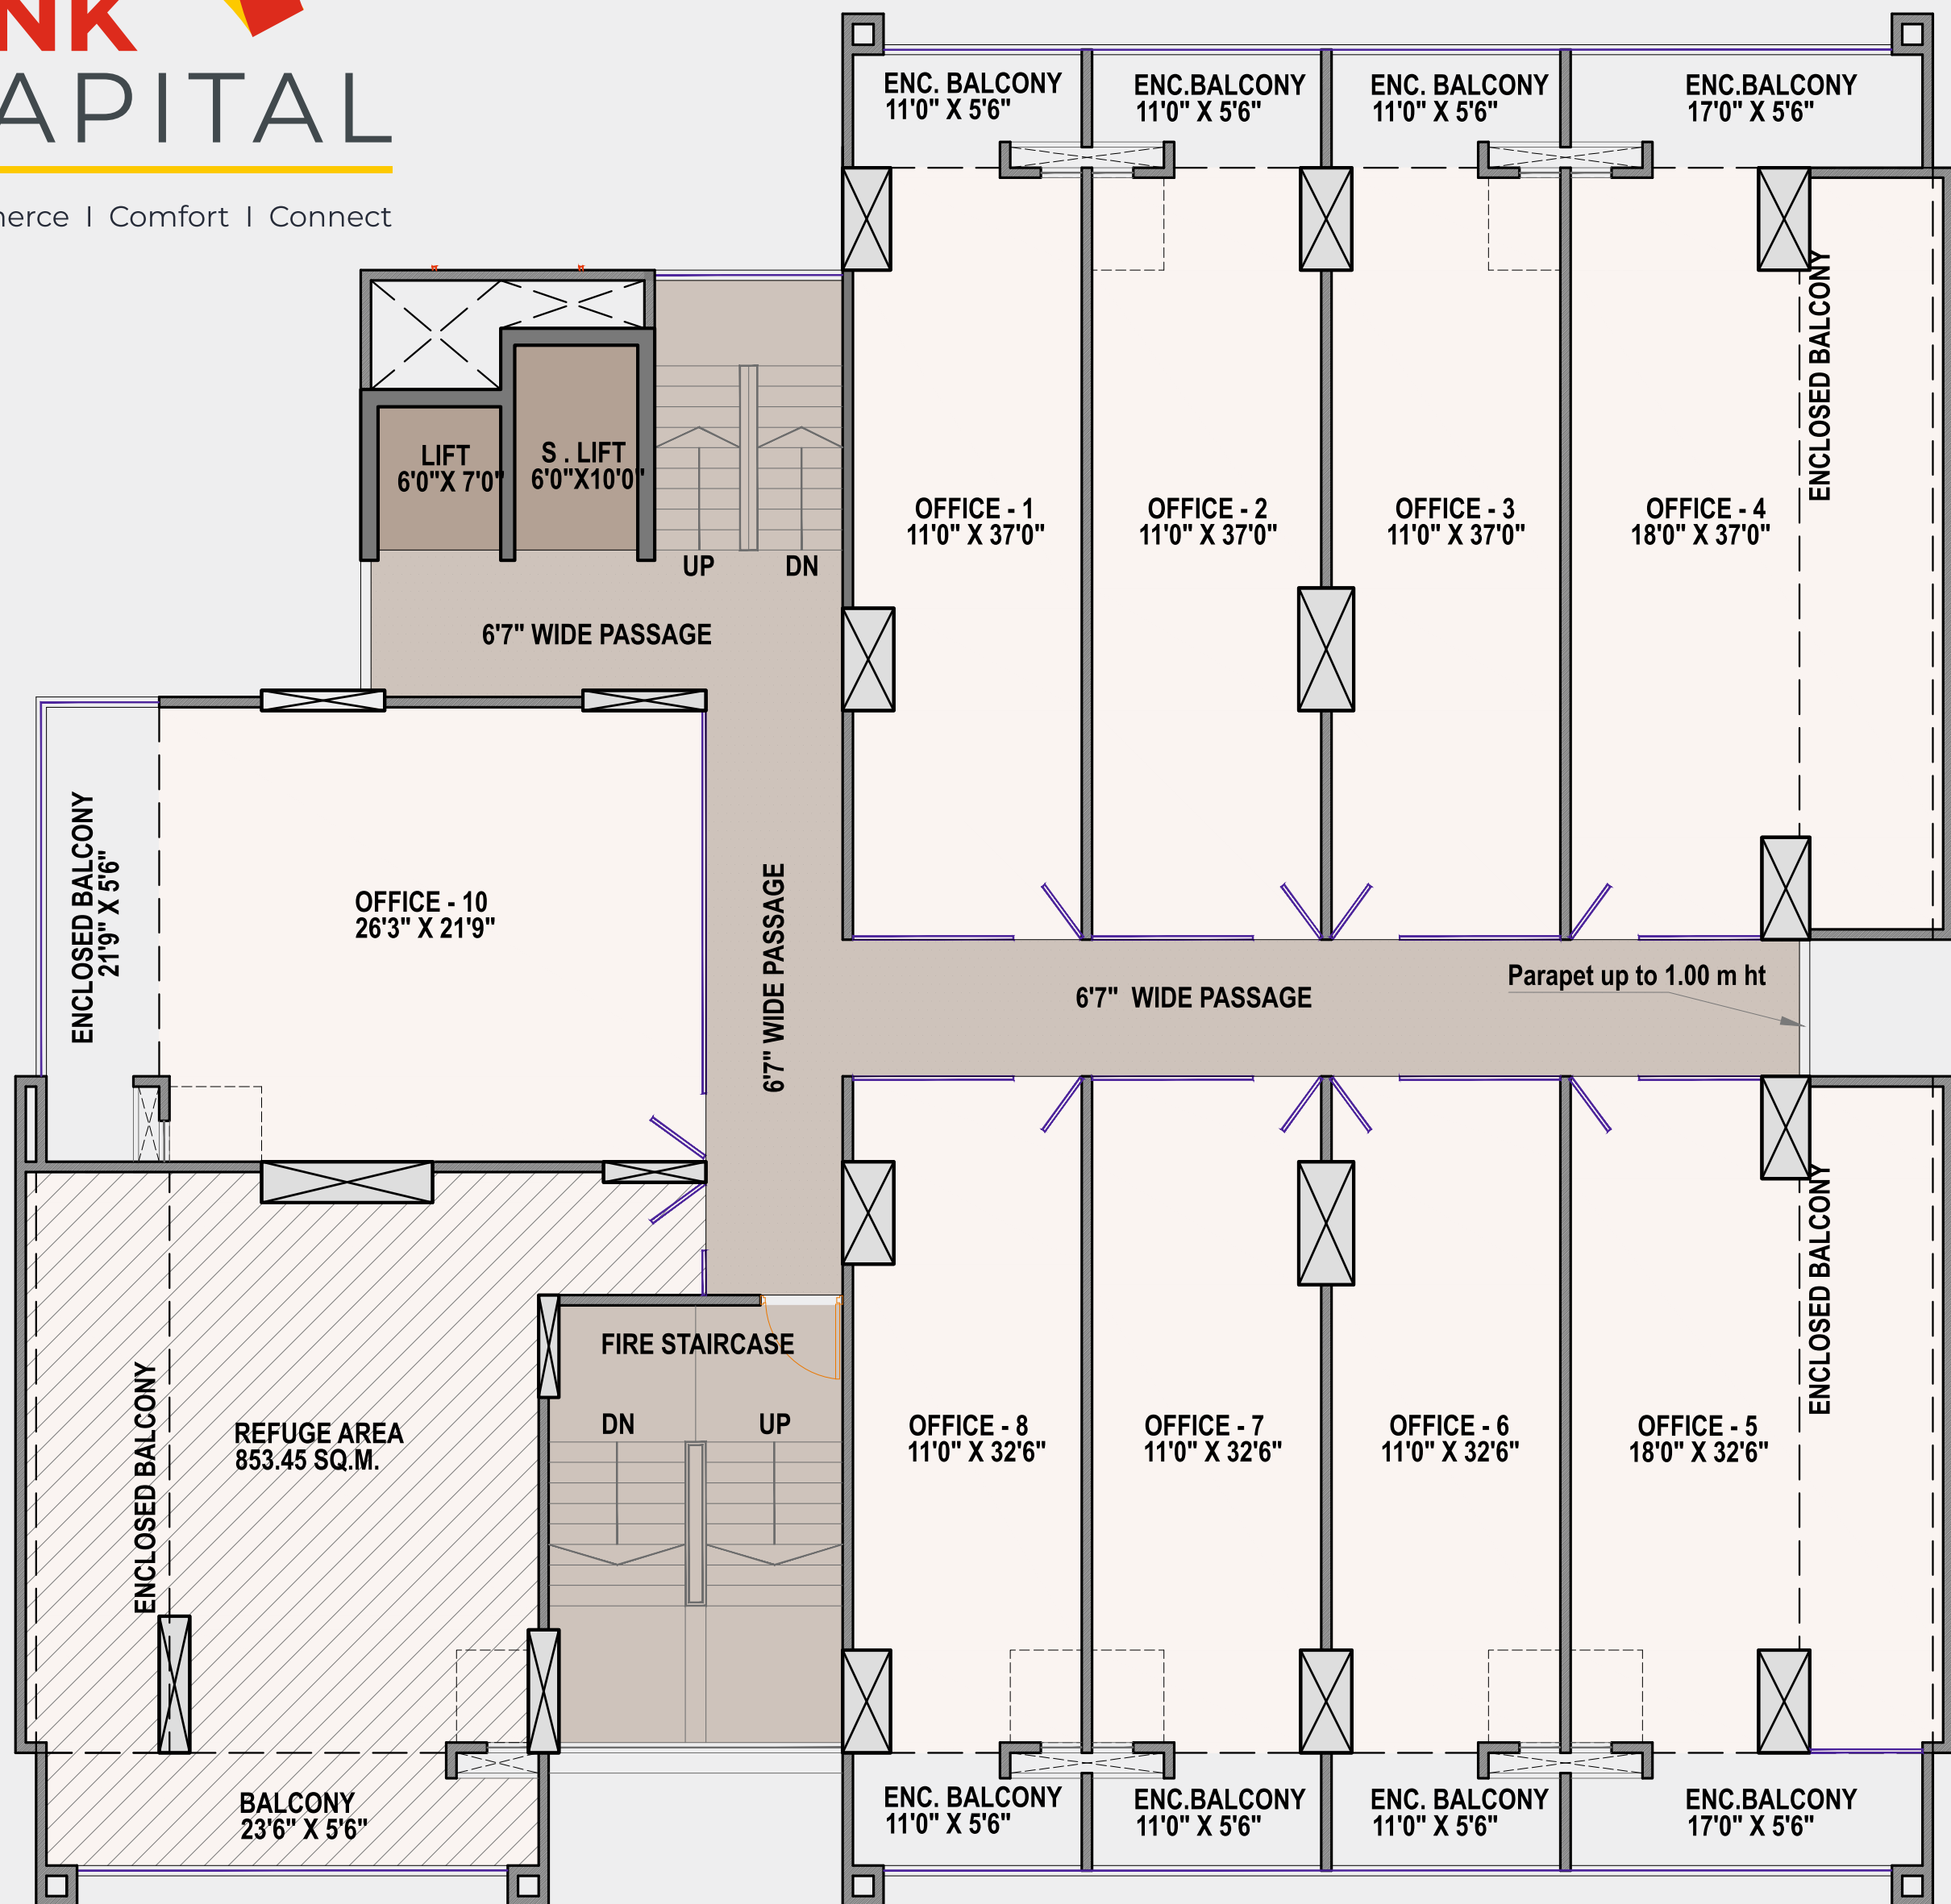 NK
APITAL
merce I Comfort I Connect
ENC. BALCONY
11'0" X 5'6"
ENC.BALCONY
11'0" X 5'6"
ENC. BALCONY
11'0" X 5'6"
ENC.BALCONY
17'0" X 5'6"
ENCLOSED BALCONY
LIFT
6'0"X 7'0"
S . LIFT
6'0"X10'0"
UP
DN
OFFICE - 1
11'0" X 37'0"
OFFICE - 2
11'0" X 37'0"
OFFICE - 3
11'0" X 37'0"
OFFICE - 4
18'0" X 37'0"
6'7" WIDE PASSAGE
ENCLOSED BALCONY
21'9" X 5'6"
OFFICE - 10
26'3" X 21'9"
6'7" WIDE PASSAGE
6'7" WIDE PASSAGE
Parapet up to 1.00 m ht
ENCLOSED BALCONY
FIRE STAIRCASE
DN
UP
ENCLOSED BALCONY
REFUGE AREA
853.45 SQ.M.
OFFICE - 8
11'0" X 32'6"
OFFICE - 7
11'0" X 32'6"
OFFICE - 6
11'0" X 32'6"
OFFICE - 5
18'0" X 32'6"
BALCONY
23'6" X 5'6"
ENC. BALCONY
11'0" X 5'6"
ENC.BALCONY
11'0" X 5'6"
ENC. BALCONY
11'0" X 5'6"
ENC.BALCONY
17'0" X 5'6"